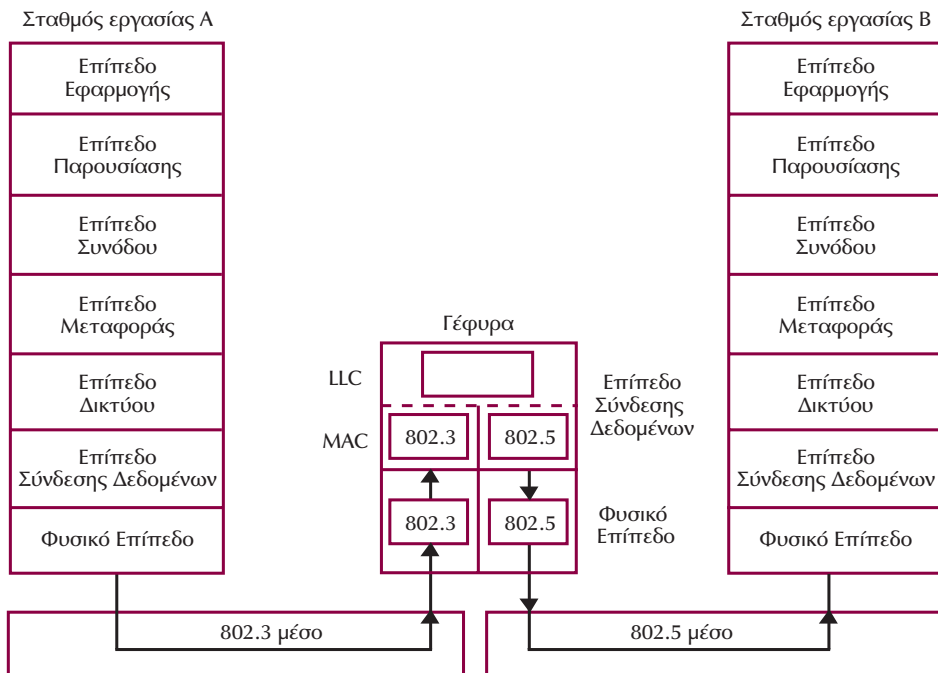 Σταθμός εργασίας Α
Επίπεδο
Εφαρμογής
Επίπεδο
Παρουσίασης
Επίπεδο
Συνόδου
Επίπεδο
Μεταφοράς
Επίπεδο
Δικτύου
Επίπεδο
Σύνδεσης Δεδομένων
Φυσικό Επίπεδο
Γέφυρα
LLC
MAC
802.3
802.5
802.3
802.5
Επίπεδο
Σύνδεσης
Δεδομένων
Φυσικό
Επίπεδο
Σταθμός εργασίας Β
Επίπεδο
Εφαρμογής
Επίπεδο
Παρουσίασης
Επίπεδο
Συνόδου
Επίπεδο
Μεταφοράς
Επίπεδο
Δικτύου
Επίπεδο
Σύνδεσης Δεδομένων
Φυσικό Επίπεδο
802.3 μέσο
802.5 μέσο